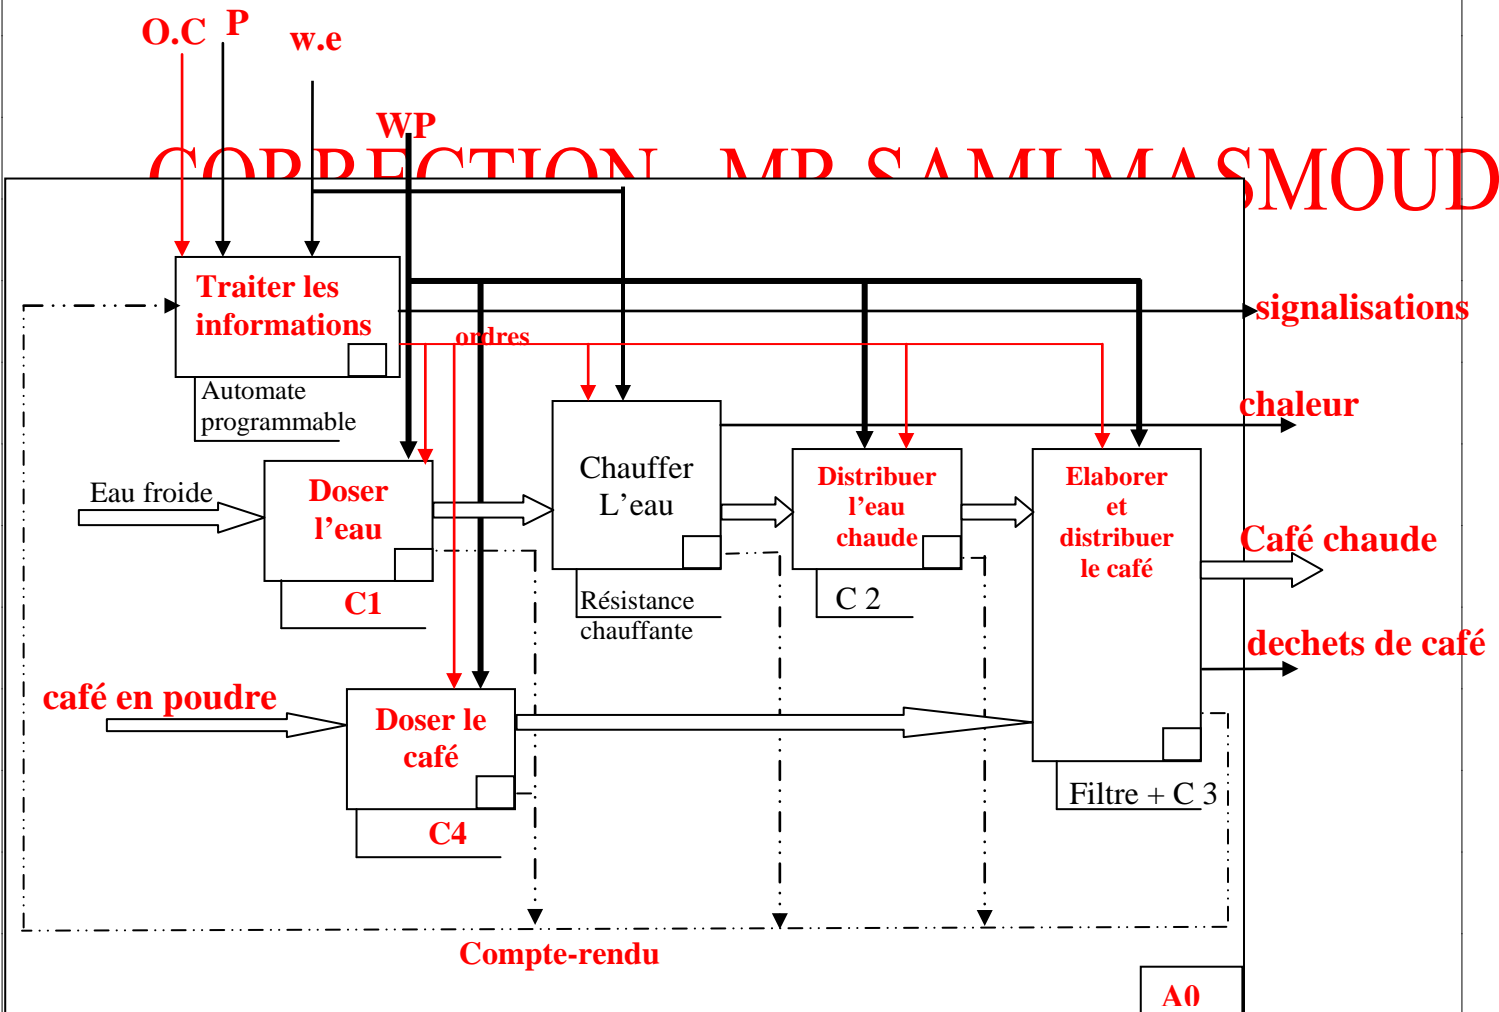 O.C P
w.e
WP
CORRECTION MR SAMI MASMOUD
Traiter les
informations
signalisations
ordres
Automate
programmable
chaleur
Eau froide
Doser
l'eau
Chauffer
L'eau
Distribuer
l'eau
chaude
Elaborer
et
distribuer
le café
Café chaude
C1
Résistance
chauffante
C 2
dechets de café
café en poudre
Doser le
café
Filtre + C 3
C4
Compte-rendu
A0